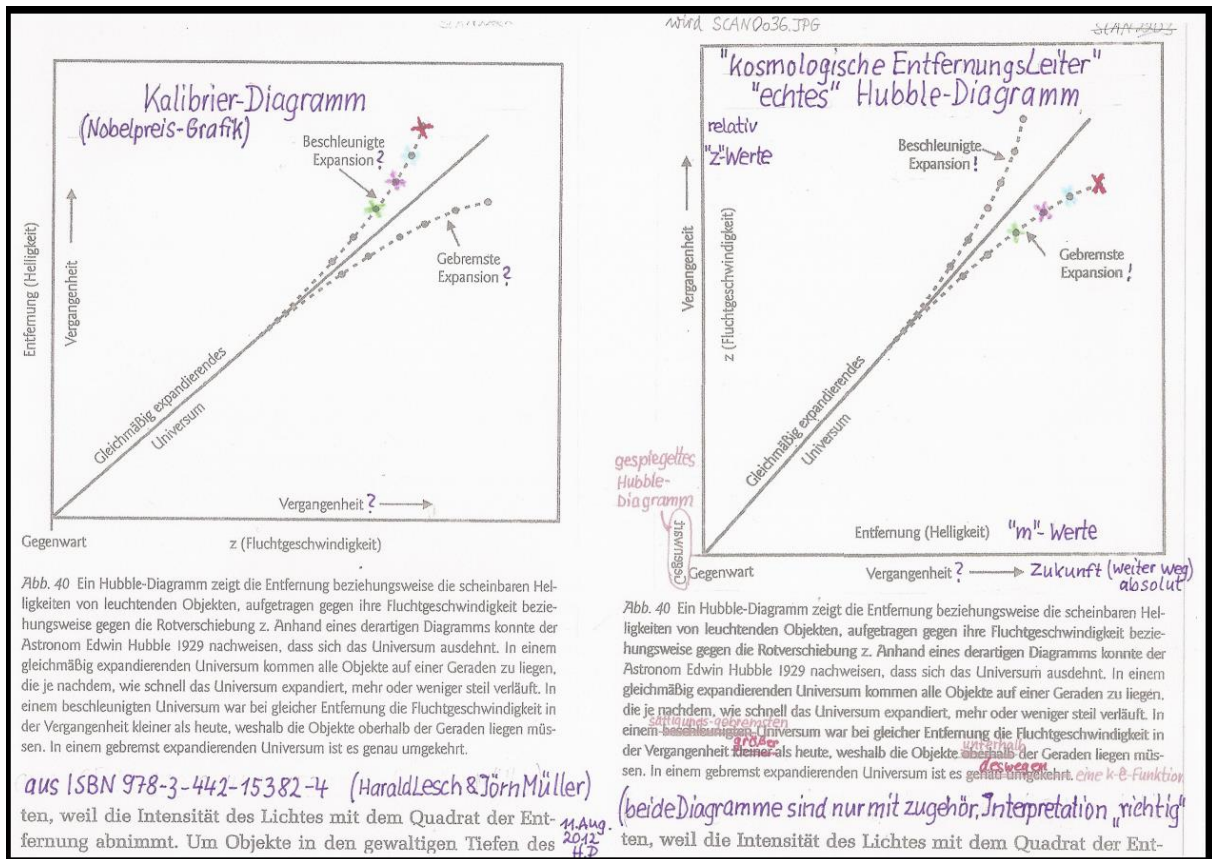 Kalibrier-Diagramm
(Nobelpreis-Grafik)
Beschleunigte
Expansion ?
Gebremste
Expansion ?
Entfernung (Helligkeit)
Vergangenheit
Gleichmäßig expandierendes
Universum
Vergangenheit ?
Gegenwart
z (Fluchtgeschwindigkeit)
Abb. 40 Ein Hubble-Diagramm zeigt die Entfernung beziehungsweise die scheinbaren Hel-
ligkeiten von leuchtenden Objekten, aufgetragen gegen ihre Fluchtgeschwindigkeit bezie-
hungsweise gegen die Rotverschiebung z. Anhand eines derartigen Diagramms konnte der
Astronom Edwin Hubble 1929 nachweisen, dass sich das Universum ausdehnt. In einem
gleichmäßig expandierenden Universum kommen alle Objekte auf einer Geraden zu liegen,
die je nachdem, wie schnell das Universum expandiert, mehr oder weniger steil verläuft. In
einem beschleunigten Universum war bei gleicher Entfernung die Fluchtgeschwindigkeit in
der Vergangenheit kleiner als heute, weshalb die Objekte oberhalb der Geraden liegen müs-
sen. In einem gebremst expandierenden Universum ist es genau umgekehrt.
aus ISBN 978-3-442-15382-4 (Harald Lesch & Jörn Müller)
ten, weil die Intensität des Lichtes mit dem Quadrat der Ent-
fernung abnimmt. Um Objekte in den gewaltigen Tiefen des
11. Aug.
2012
H.D
wird SCAN0036.JPG
"kosmologische EntfernungsLeiter"
"echtes" Hubble-Diagramm
relativ
"z"Werte
Beschleunigte
Expansion !
Gebremste
Expansion !
Vergangenheit
z (Fluchtgeschwindigkeit)
Gleichmäßig expandierendes
Universum
gespiegeltes
Hubble-
Diagramm
Gegenwart
Entfernung (Helligkeit) "m"- Werte
Gegenwart
Vergangenheit ? Zukunft (weiter weg)
absolut
Abb. 40 Ein Hubble-Diagramm zeigt die Entfernung beziehungsweise die scheinbaren Hel-
ligkeiten von leuchtenden Objekten, aufgetragen gegen ihre Fluchtgeschwindigkeit bezie-
hungsweise gegen die Rotverschiebung z. Anhand eines derartigen Diagramms konnte der
Astronom Edwin Hubble 1929 nachweisen, dass sich das Universum ausdehnt. In einem
gleichmäßig expandierenden Universum kommen alle Objekte auf einer Geraden zu liegen,
die je nachdem, wie schnell das Universum expandiert, mehr oder weniger steil verläuft. In
sättigungs-gebremsten
einem beschleunigten Universum war bei gleicher Entfernung die Fluchtgeschwindigkeit in
größer unterhalb
der Vergangenheit kleiner als heute, weshalb die Objekte oberhalb der Geraden liegen müs-
deswegen
sen. In einem gebremst expandierenden Universum ist es genau umgekehrt. eine k-e-Funktion
(beide Diagramme sind nur mit zugehör. Interpretation „richtig"
ten, weil die Intensität des Lichtes mit dem Quadrat der Ent-